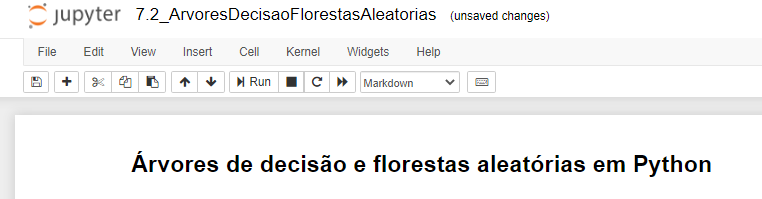 jupyter 7.2_ArvoresDecisaoFlorestasAleatorias (unsaved changes)
File Edit View Insert Cell Kernel Widgets Help
Run Markdown
Árvores de decisão e florestas aleatórias em Python